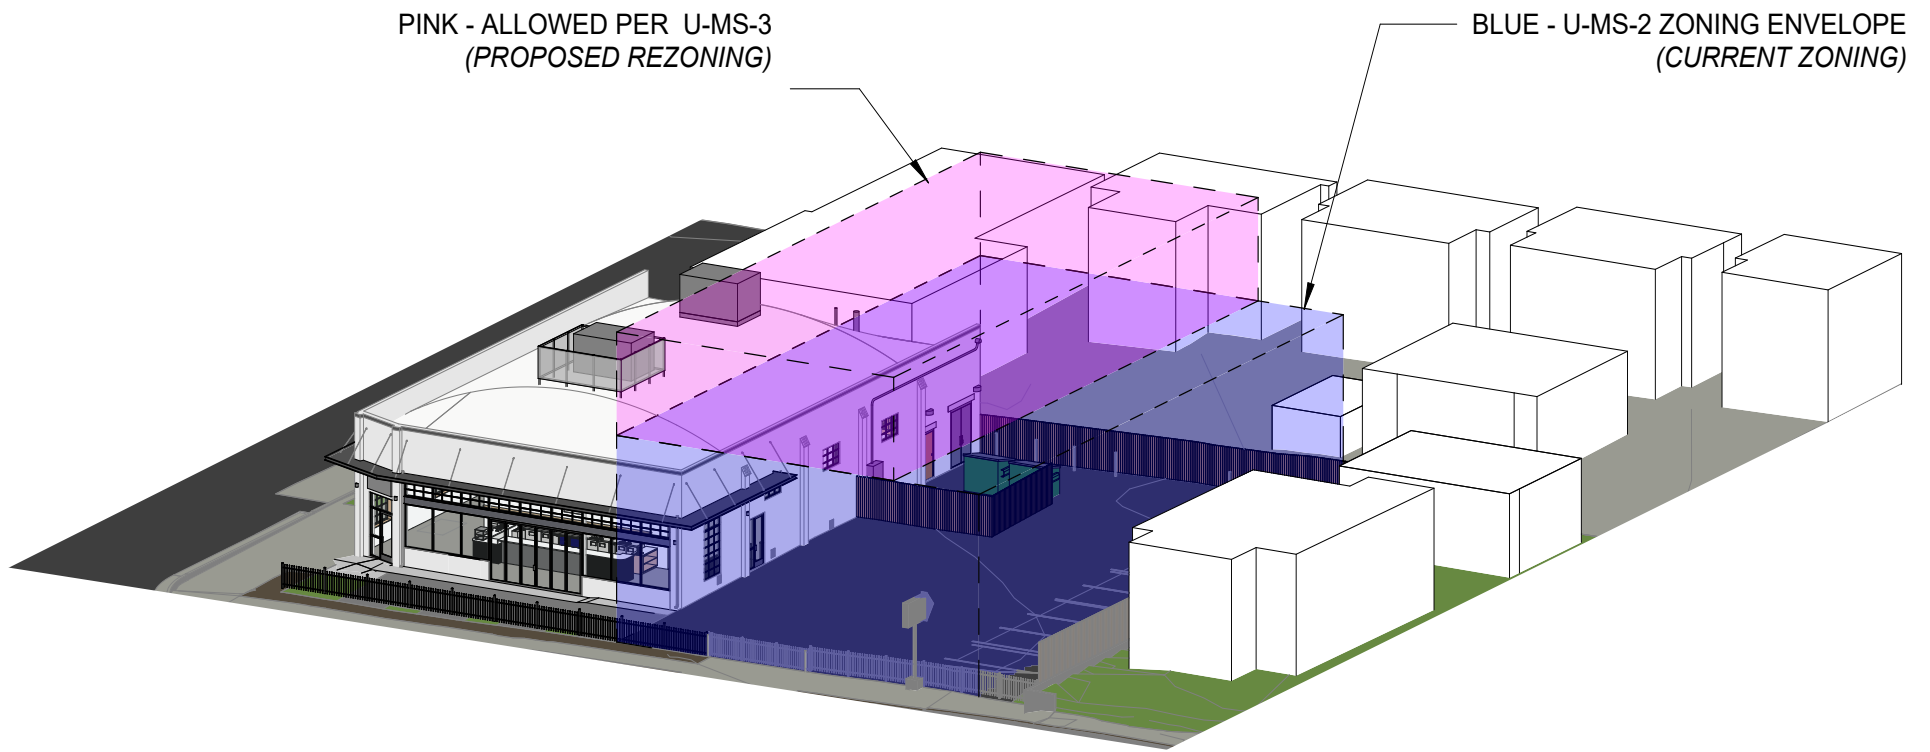 PINK - ALLOWED PER U-MS-3
(PROPOSED REZONING)
BLUE - U-MS-2 ZONING ENVELOPE
(CURRENT ZONING)